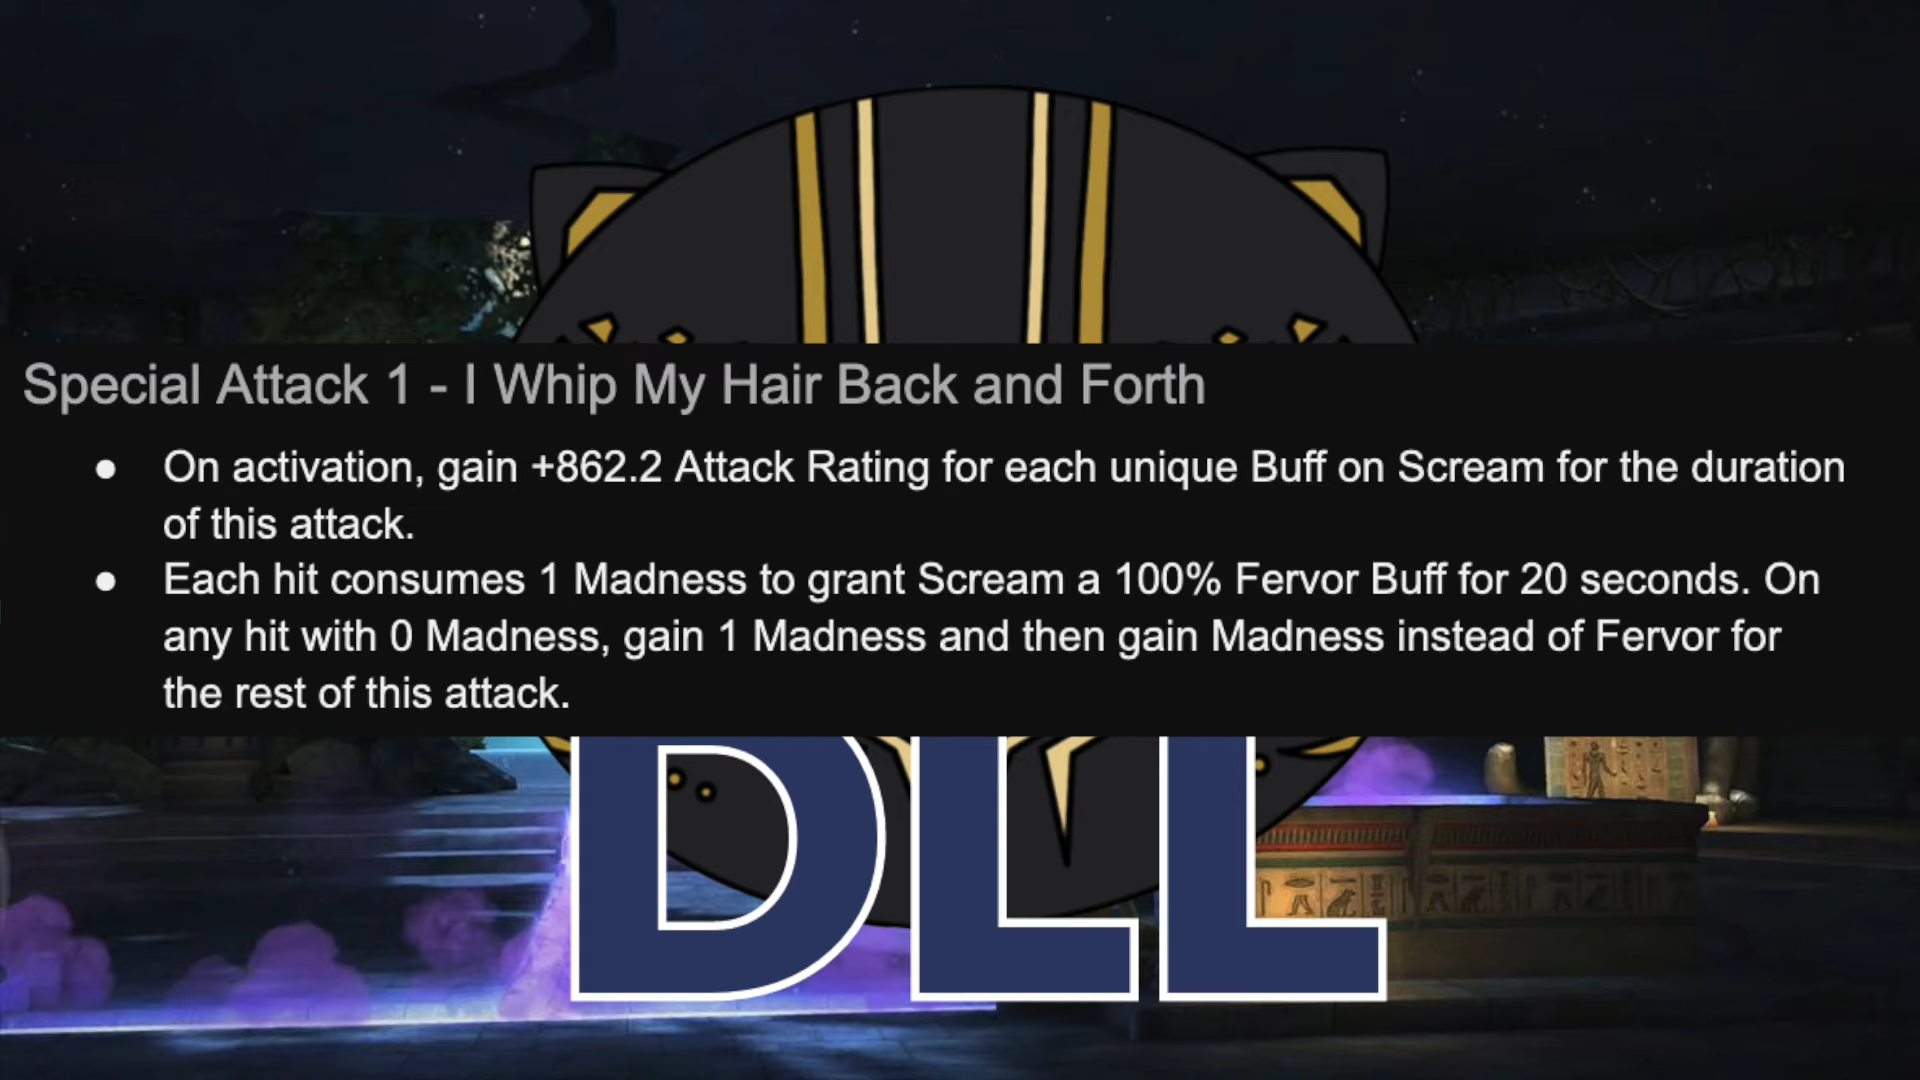 Special Attack 1 - I Whip My Hair Back and Forth
● On activation, gain +862.2 Attack Rating for each unique Buff on Scream for the duration
of this attack.
● Each hit consumes 1 Madness to grant Scream a 100% Fervor Buff for 20 seconds. On
any hit with 0 Madness, gain 1 Madness and then gain Madness instead of Fervor for
the rest of this attack.
DLL